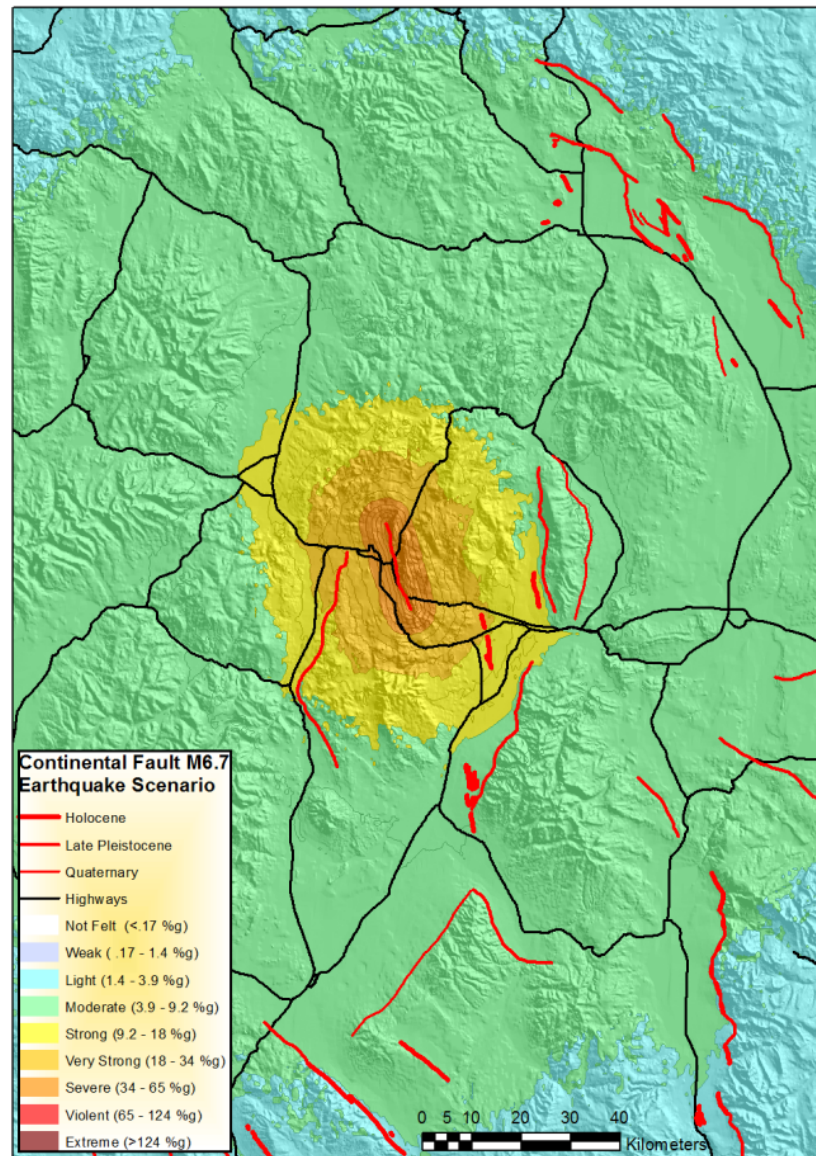 Continental Fault M6.7
Earthquake Scenario
Holocene
Late Pleistocene
Quaternary
Highways
Not Felt (<.17 %g)
Weak ( .17 - 1.4 %g)
Light (1.4 - 3.9 %g)
Moderate (3.9 - 9.2 %g)
Strong (9.2 - 18 %g)
Very Strong (18 - 34 %g)
Severe (34 - 65 %g)
Violent (65 - 124 %g)
Extreme (>124 %g)
0 5 10 20 30 40
Kilometers